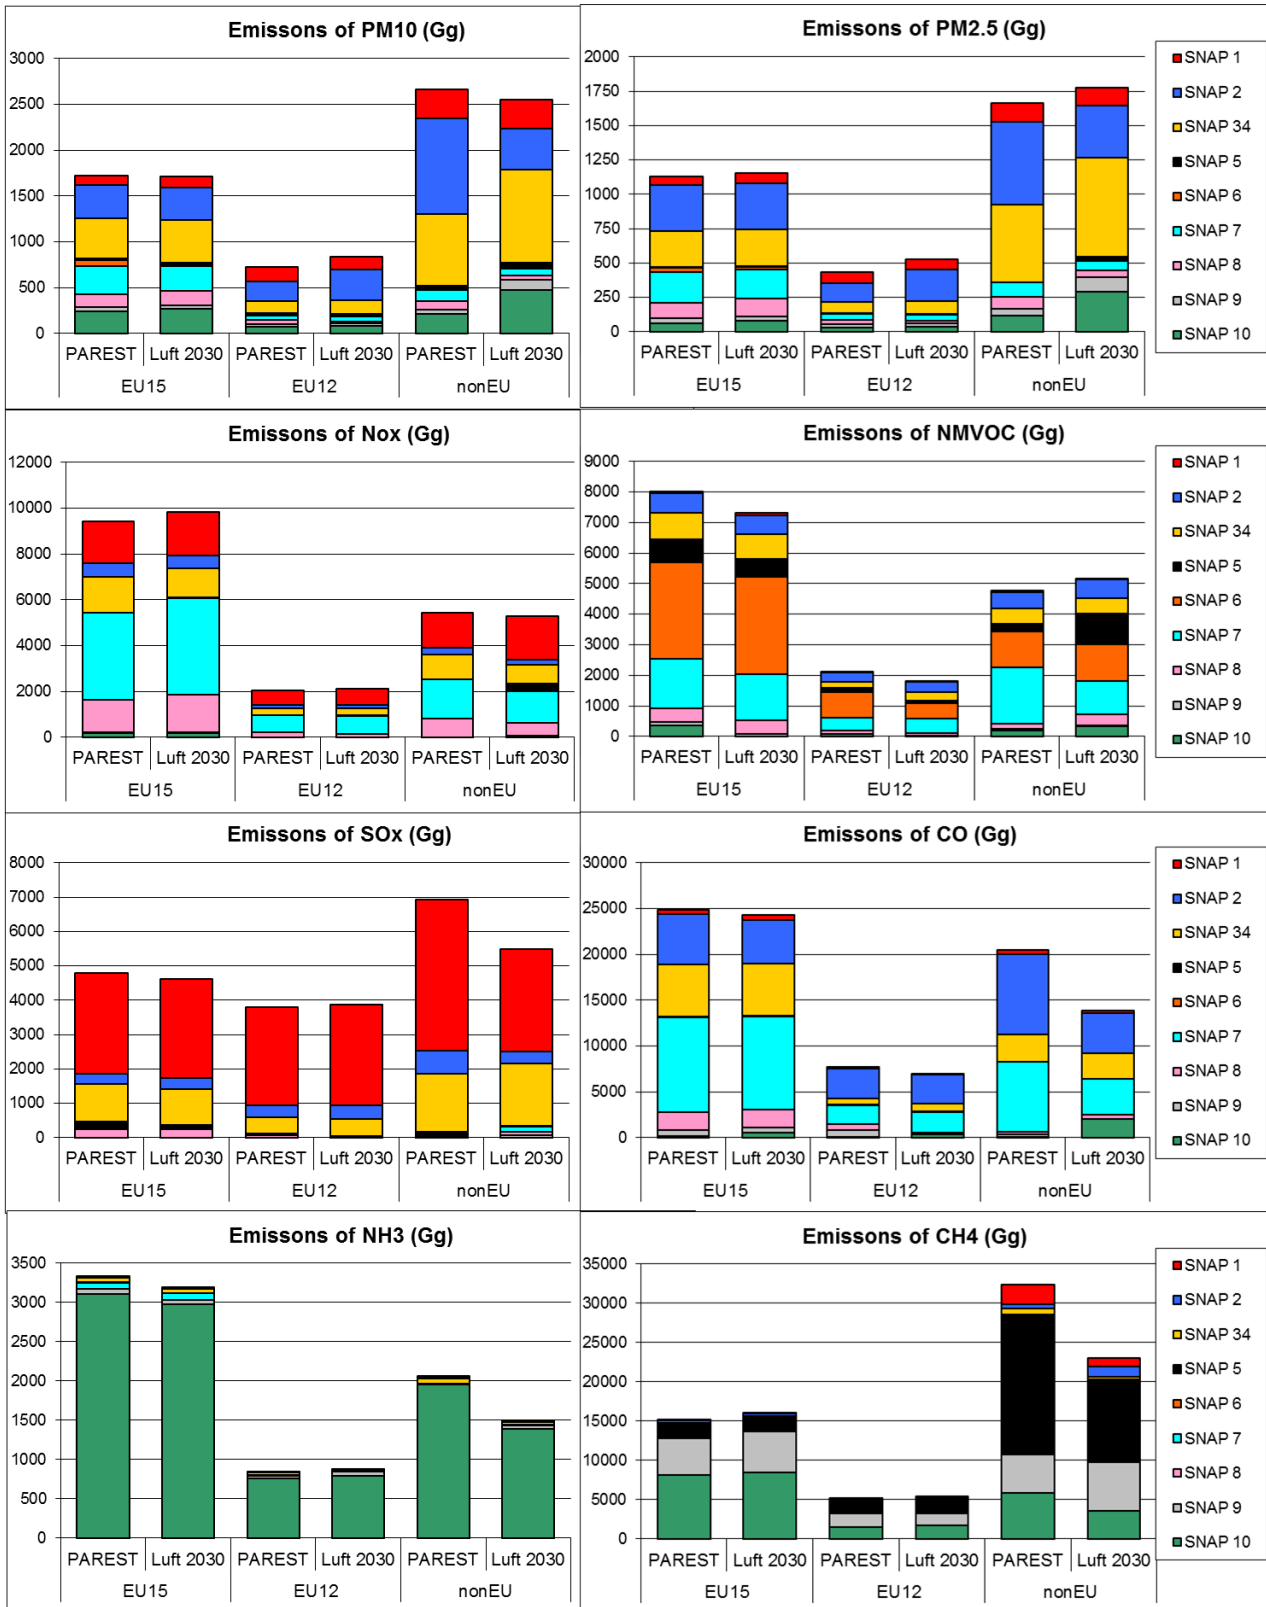 Emissons of PM10 (Gg)
3000
2500
2000
1500
1000
500
0
PAREST Luft 2030 PAREST Luft 2030 PAREST Luft 2030
EU15 EU12 nonEU
Emissons of PM2.5 (Gg)
2000
1750
1500
1250
1000
750
500
250
0
PAREST Luft 2030 PAREST Luft 2030 PAREST Luft 2030
EU15 EU12 nonEU
SNAP 1
SNAP 2
SNAP 34
SNAP 5
SNAP 6
SNAP 7
SNAP 8
SNAP 9
SNAP 10
Emissons of Nox (Gg)
12000
10000
8000
6000
4000
2000
0
PAREST Luft 2030 PAREST Luft 2030 PAREST Luft 2030
EU15 EU12 nonEU
Emissons of NMVOC (Gg)
9000
8000
7000
6000
5000
4000
3000
2000
1000
0
PAREST Luft 2030 PAREST Luft 2030 PAREST Luft 2030
EU15 EU12 nonEU
SNAP 1
SNAP 2
SNAP 34
SNAP 5
SNAP 6
SNAP 7
SNAP 8
SNAP 9
SNAP 10
Emissons of SOx (Gg)
8000
7000
6000
5000
4000
3000
2000
1000
0
PAREST Luft 2030 PAREST Luft 2030 PAREST Luft 2030
EU15 EU12 nonEU
Emissons of CO (Gg)
30000
25000
20000
15000
10000
5000
0
PAREST Luft 2030 PAREST Luft 2030 PAREST Luft 2030
EU15 EU12 nonEU
SNAP 1
SNAP 2
SNAP 34
SNAP 5
SNAP 6
SNAP 7
SNAP 8
SNAP 9
SNAP 10
Emissons of NH3 (Gg)
3500
3000
2500
2000
1500
1000
500
0
PAREST Luft 2030 PAREST Luft 2030 PAREST Luft 2030
EU15 EU12 nonEU
Emissons of CH4 (Gg)
35000
30000
25000
20000
15000
10000
5000
0
PAREST Luft 2030 PAREST Luft 2030 PAREST Luft 2030
EU15 EU12 nonEU
SNAP 1
SNAP 2
SNAP 34
SNAP 5
SNAP 6
SNAP 7
SNAP 8
SNAP 9
SNAP 10